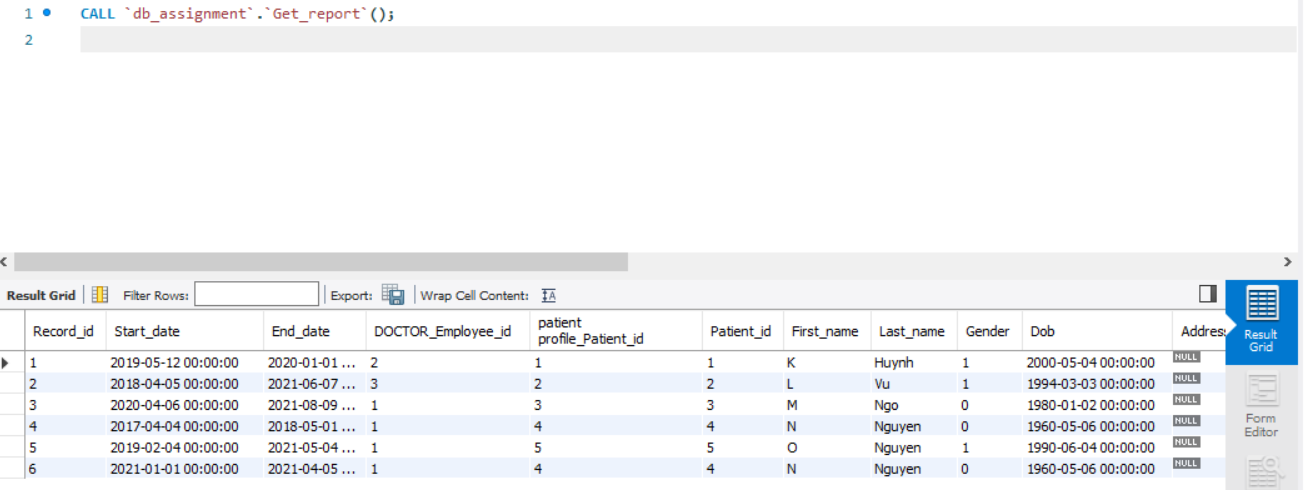 1 CALL `db_assignment`.`Get_report`();
2
Result Grid Filter Rows: Export: Wrap Cell Content: IA
Record_id Start_date End_date DOCTOR_Employee_id patient profile_Patient_id Patient_id First_name Last_name Gender Dob Addres
1 2019-05-12 00:00:00 2020-01-01 ... 2 1 1 K Huynh 1 2000-05-04 00:00:00 NULL
2 2018-04-05 00:00:00 2021-06-07 ... 3 2 2 L Vu 1 1994-03-03 00:00:00 NULL
3 2020-04-06 00:00:00 2021-08-09 ... 1 3 3 M Ngo 0 1980-01-02 00:00:00 NULL
4 2017-04-04 00:00:00 2018-05-01 ... 1 4 4 N Nguyen 0 1960-05-06 00:00:00 NULL
5 2019-02-04 00:00:00 2021-05-04 ... 1 5 5 O Nguyen 1 1990-06-04 00:00:00 NULL
6 2021-01-01 00:00:00 2021-04-05 ... 1 4 4 N Nguyen 0 1960-05-06 00:00:00 NULL
Result
Grid
Form
Editor